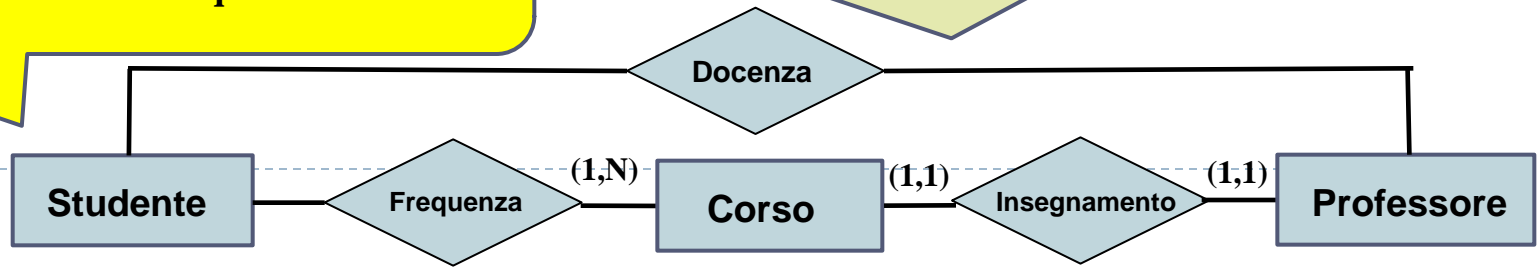 Docenza
Studente
Frequenza
(1,N)
Corso
(1,1)
Insegnamento
(1,1)
Professore